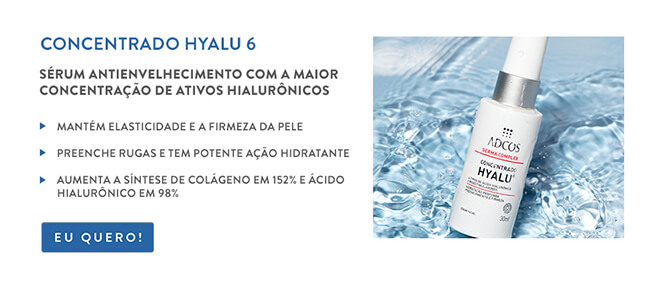 CONCENTRADO HYALU 6
SÉRUM ANTIENVELHECIMENTO COM A MAIOR
CONCENTRAÇÃO DE ATIVOS HIALURÔNICOS
MANTÉM ELASTICIDADE E A FIRMEZA DA PELE
PREENCHE RUGAS E TEM POTENTE AÇÃO HIDRATANTE
AUMENTA A SÍNTESE DE COLÁGENO EM 152% E ÁCIDO
HIALURÔNICO EM 98%
EU QUERO!
ADCOS
DERMA COMPLEX
CONCENTRADO
HYALU 6
30ml